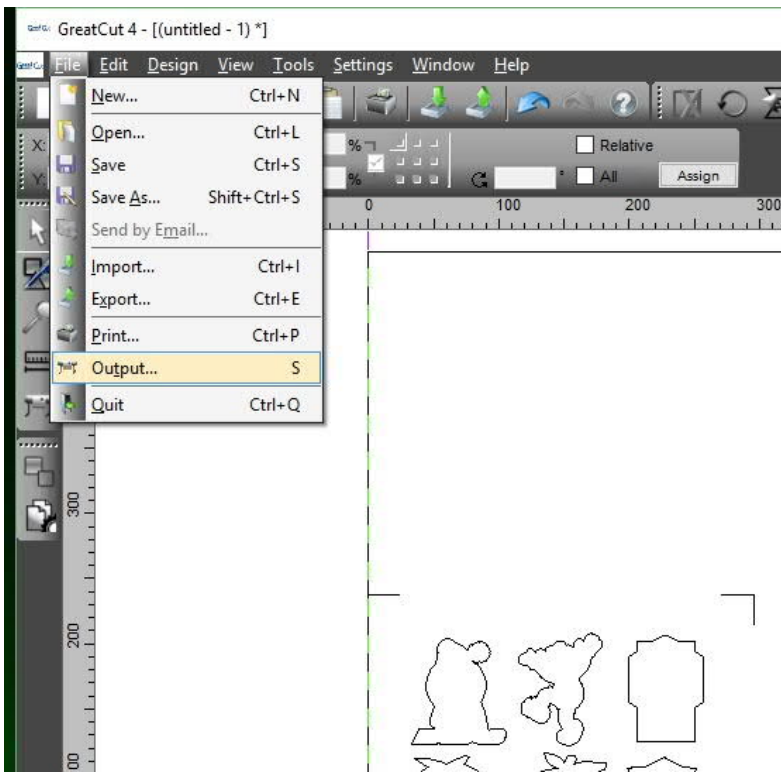 GreatCut 4 - [(untitled - 1) *]
File Edit Design View Tools Settings Window Help
New... Ctrl+N
Open... Ctrl+L
Save Ctrl+S
Save As... Shift+Ctrl+S
Send by Email...
Import... Ctrl+I
Export... Ctrl+E
Print... Ctrl+P
Output... S
Quit Ctrl+Q
X: % Relative
Y: % ° All Assign
0 100 200 300
300
200
00